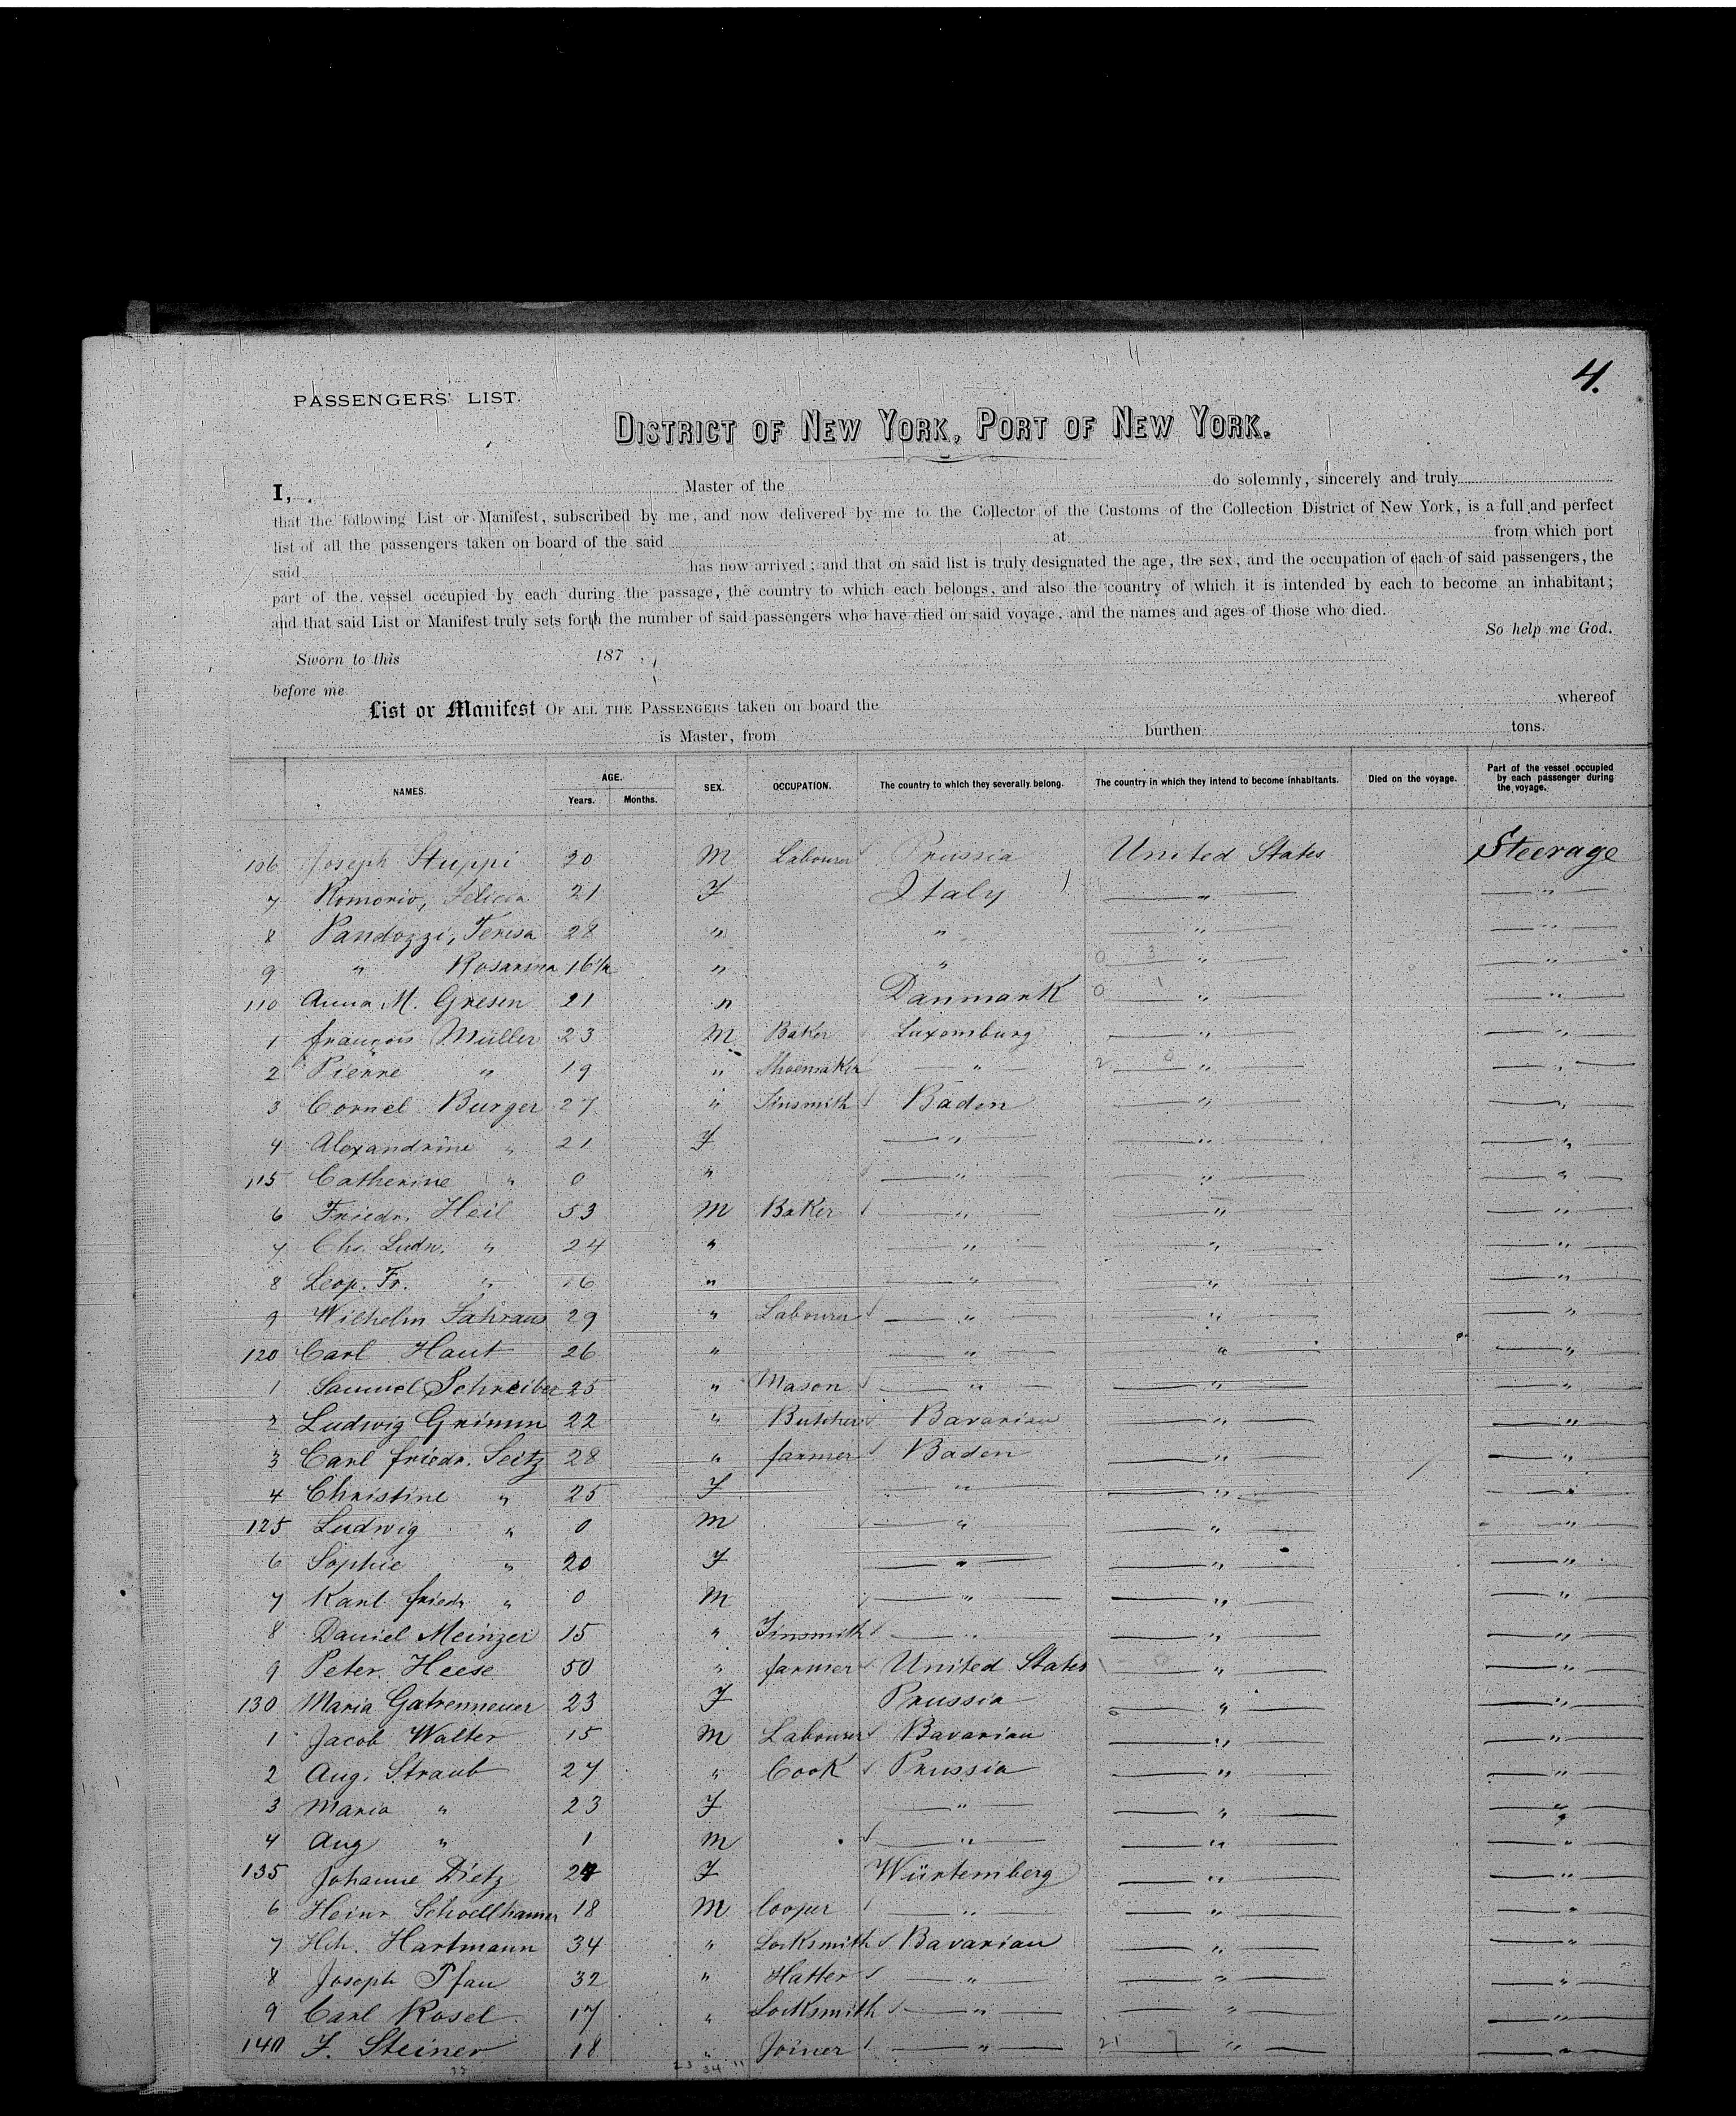 4.
PASSENGERS' LIST.
DISTRICT OF NEW YORK, PORT OF NEW YORK.
I, Master of the do solemnly, sincerely and truly
that the following List or Manifest, subscribed by me, and now delivered by me to the Collector of the Customs of the Collection District of New York, is a full and perfect
list of all the passengers taken on board of the said at from which port
said has now arrived; and that on said list is truly designated the age, the sex, and the occupation of each of said passengers, the
part of the vessel occupied by each during the passage, the country to which each belongs, and also the country of which it is intended by each to become an inhabitant;
and that said List or Manifest truly sets forth the number of said passengers who have died on said voyage, and the names and ages of those who died.
So help me God.
Sworn to this 187
before me
List or Manifest OF ALL THE PASSENGERS taken on board the whereof
is Master, from burthen tons.
NAMES. AGE. Years. Months. SEX. OCCUPATION. The country to which they severally belong. The country in which they intend to become inhabitants. Died on the voyage. Part of the vessel occupied by each passenger during the voyage.
106 Joseph Stuppi 20 M Labourer Prussia United States Steerage
7 Romorio, Felicia 21 F Italy " "
8 Pandozzi, Teresa 28 " " " "
9 " Rosarina " " " "
110 Anna M. Gresen 21 " Danmark " "
1 François Müller 23 M Baker Luxemburg " "
2 Pierre " 19 " Shoemaker " " "
3 Cornel Burger 27 " Tinsmith Baden " "
4 Alexandrine " 21 F " " "
115 Catherine " 0 " " " "
6 Friedr. Heil 53 M Baker " " "
7 Chr. Ludw. " 24 " " " "
8 Leop. Fr. " 16 " " " "
9 Wilhelm Fahraus 29 " Labourer " " "
120 Carl Haut 26 " " " "
1 Samuel Schreiber 25 " Mason " " "
2 Ludwig Grimm 22 " Butcher Bavarian " "
3 Carl friedr. Seitz 28 " farmer Baden " "
4 Christine " 25 F " " "
125 Ludwig " 0 M " " "
6 Sophie " 20 F " " "
7 Karl friedr " 0 M " " "
8 Daniel Meinzer 15 " Tinsmith " " "
9 Peter Heese 50 " farmer United States " "
130 Maria 23 F Prussia " "
1 Jacob Walter 15 M Labourer Bavarian " "
2 Aug. Straub 27 " Cook Prussia " "
3 Maria " 23 F " " "
4 Aug " 1 M " " "
135 Johanne Dietz 24 F Würtemberg " "
6 Heinr Schoellhamer 18 M Cooper " " "
7 Hch. Hartmann 34 " Locksmith Bavarian " "
8 Joseph Pfau 32 " Hatter " " "
9 Carl Rosel 17 " Locksmith " " "
140 F. Steiner 18 " Joiner " " "